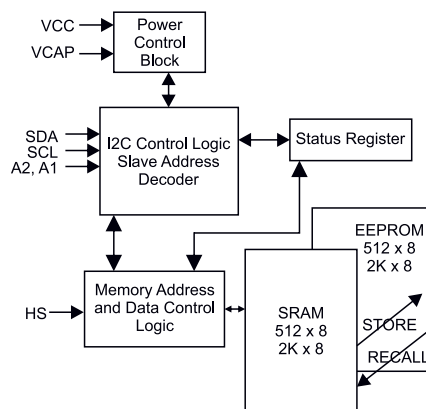 VCC
VCAP
Power
Control
Block
SDA
SCL
A2, A1
I2C Control Logic
Slave Address
Decoder
Status Register
EEPROM
512 x 8
2K x 8
HS
Memory Address
and Data Control
Logic
SRAM
512 x 8
2K x 8
STORE
RECALL